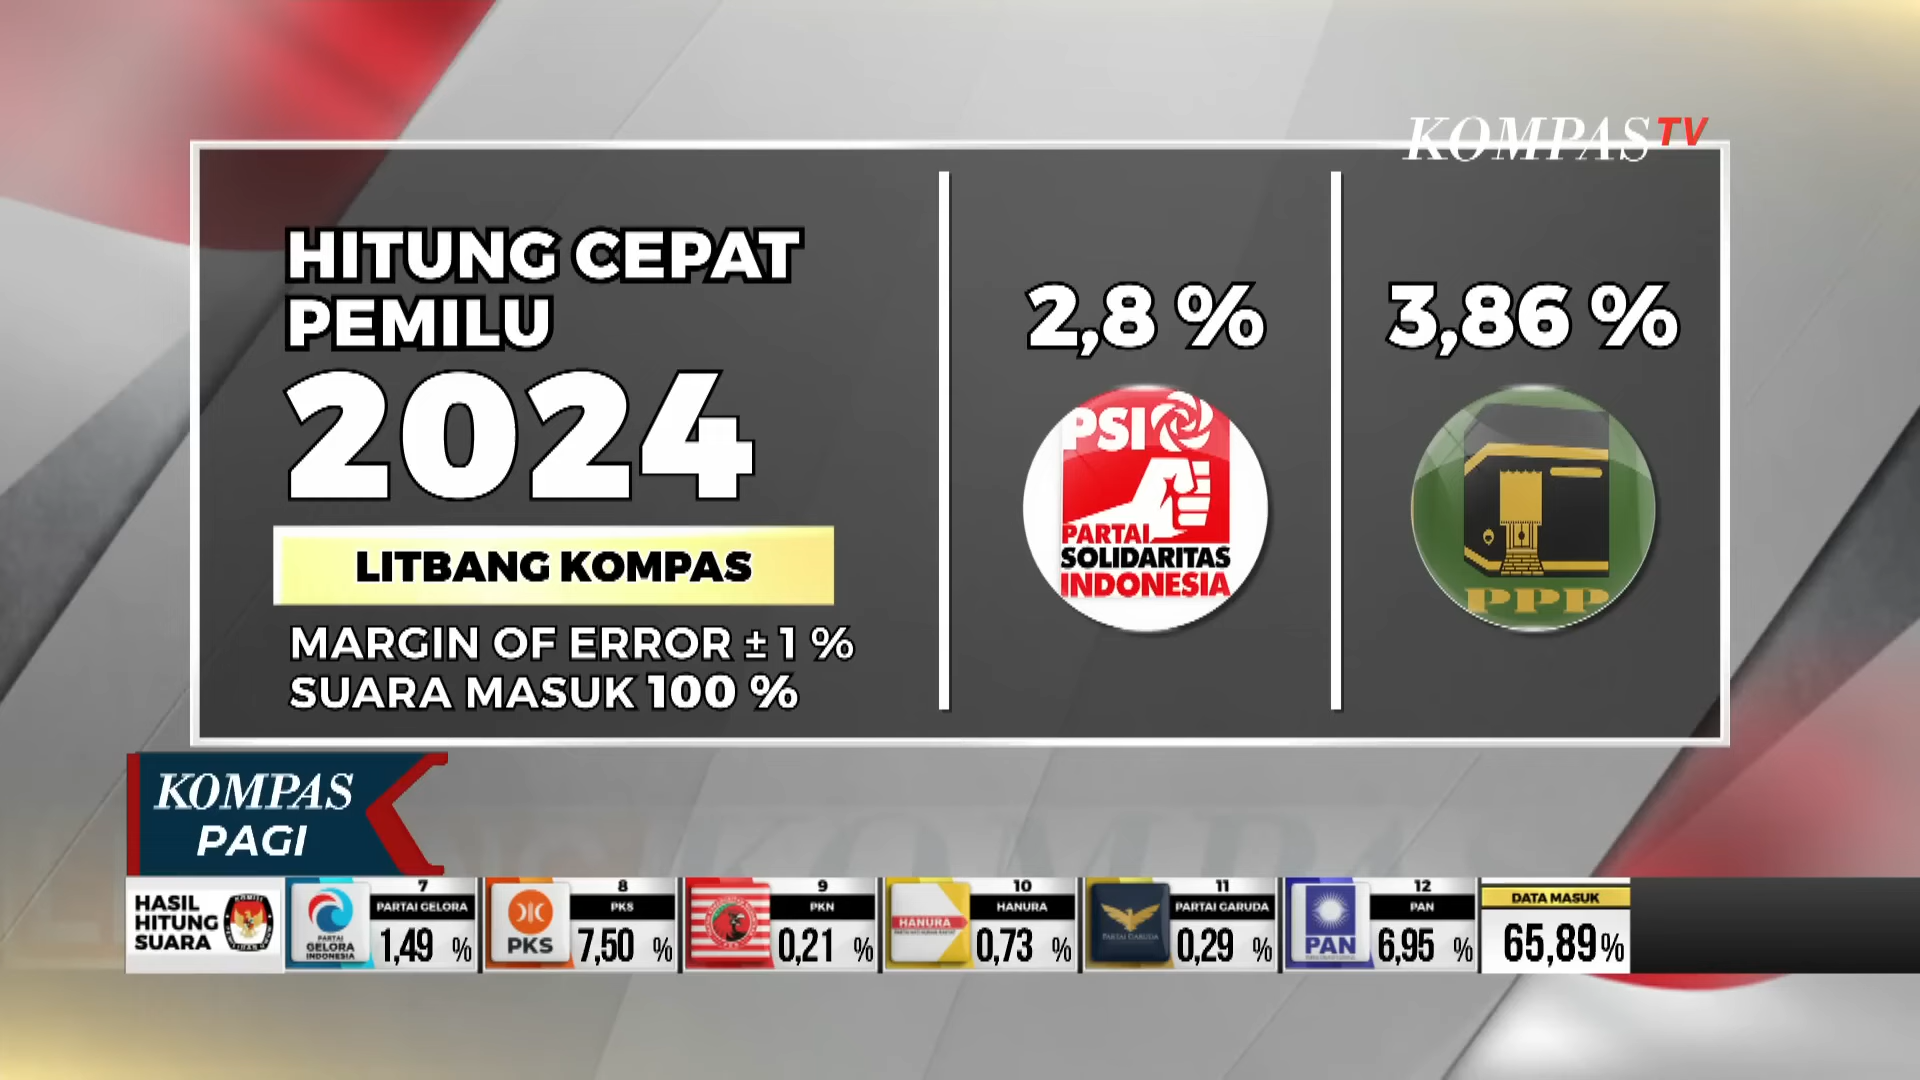 KOMPAS TV
HITUNG CEPAT
PEMILU
2024
LITBANG KOMPAS
MARGIN OF ERROR ± 1 %
SUARA MASUK 100 %
2,8 %
PSI
PARTAI
SOLIDARITAS
INDONESIA
3,86 %
PPP
KOMPAS
PAGI
HASIL
HITUNG
SUARA
7
PARTAI GELORA
PARTAI
GELORA
INDONESIA
1,49 %
8
PKS
PKS
7,50 %
9
PKN
0,21 %
10
HANURA
HANURA
0,73 %
11
PARTAI GARUDA
PARTAI GARUDA
0,29 %
12
PAN
PAN
6,95 %
DATA MASUK
65,89%